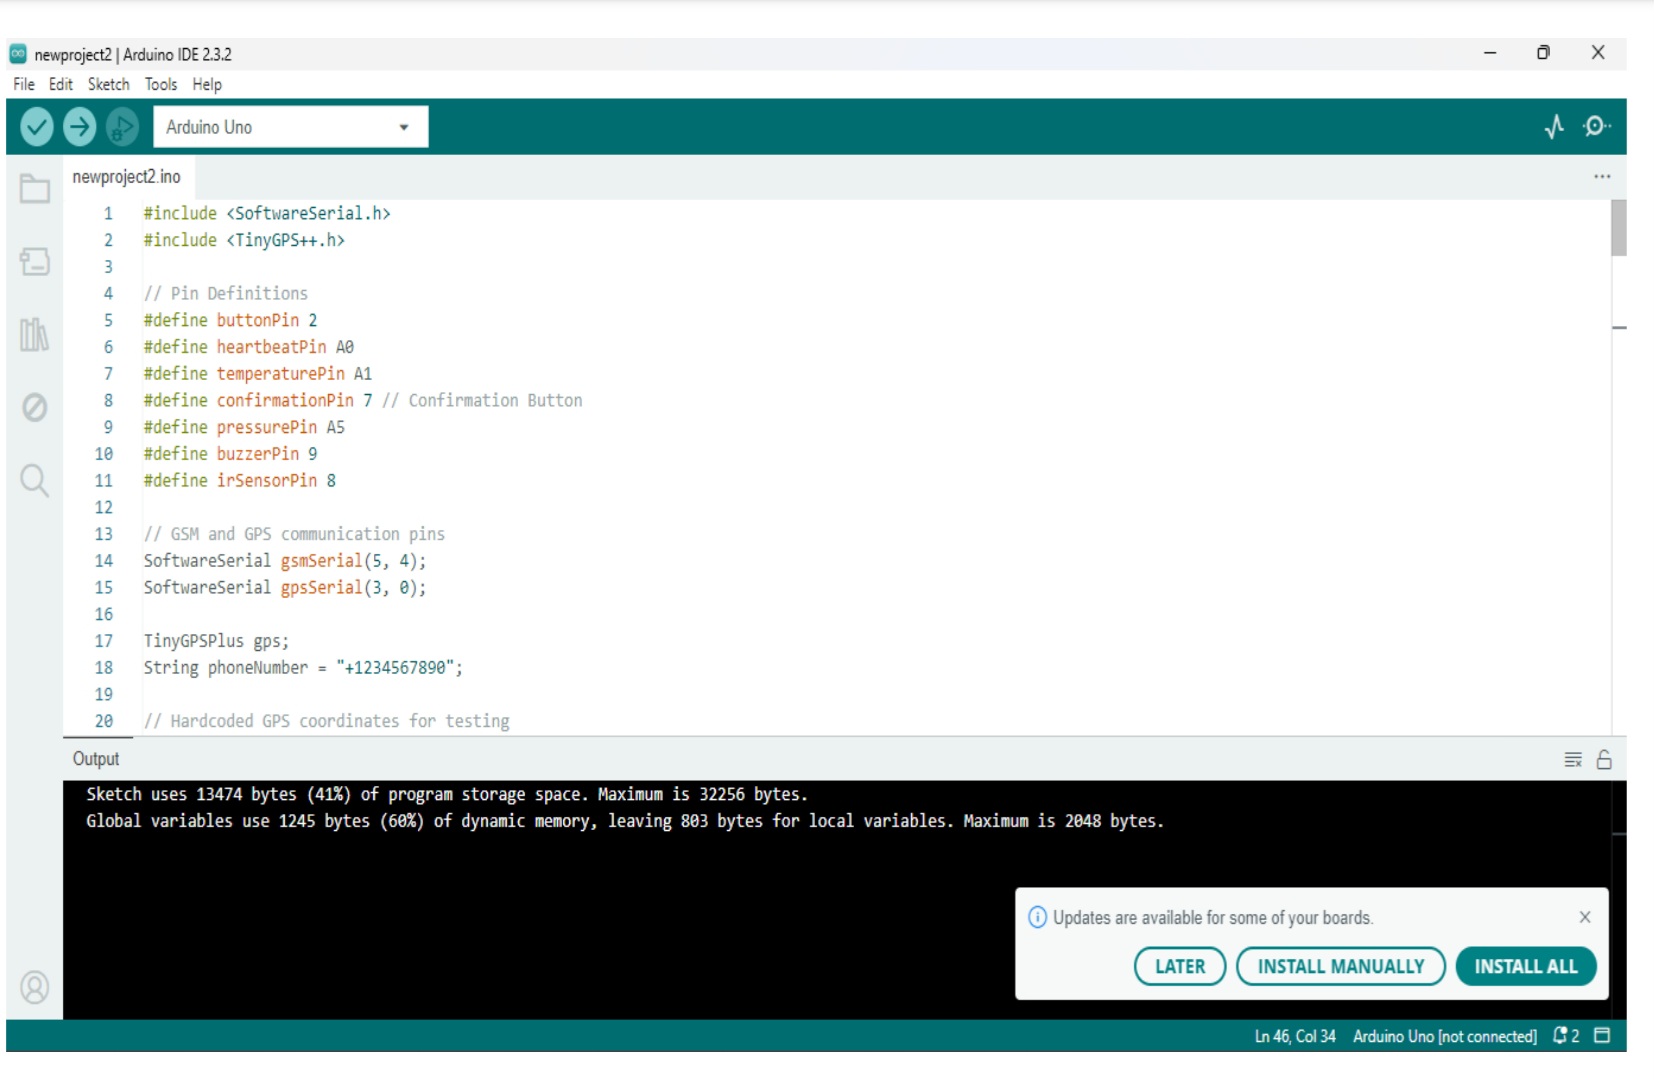 newproject2 | Arduino IDE 2.3.2
File Edit Sketch Tools Help
Arduino Uno
newproject2.ino
1 #include <SoftwareSerial.h>
2 #include <TinyGPS++.h>
3
4 // Pin Definitions
5 #define buttonPin 2
6 #define heartbeatPin A0
7 #define temperaturePin A1
8 #define confirmationPin 7 // Confirmation Button
9 #define pressurePin A5
10 #define buzzerPin 9
11 #define irSensorPin 8
12
13 // GSM and GPS communication pins
14 SoftwareSerial gsmSerial(5, 4);
15 SoftwareSerial gpsSerial(3, 0);
16
17 TinyGPSPlus gps;
18 String phoneNumber = "+1234567890";
19
20 // Hardcoded GPS coordinates for testing
Output
Sketch uses 13474 bytes (41%) of program storage space. Maximum is 32256 bytes.
Global variables use 1245 bytes (60%) of dynamic memory, leaving 803 bytes for local variables. Maximum is 2048 bytes.
Updates are available for some of your boards.
LATER INSTALL MANUALLY INSTALL ALL
Ln 46, Col 34 Arduino Uno [not connected] 2